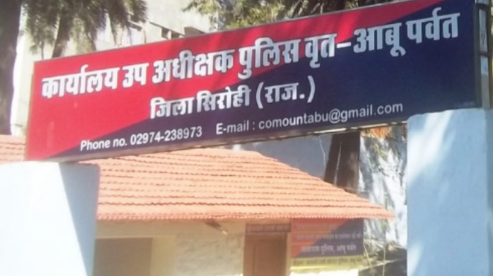 कार्यालय उप अधीक्षक पुलिस वृत-आबू पर्वत
जिला सिरोही (राज.)
Phone no. 02974-238973 E-mail : comountabu@gmail.com